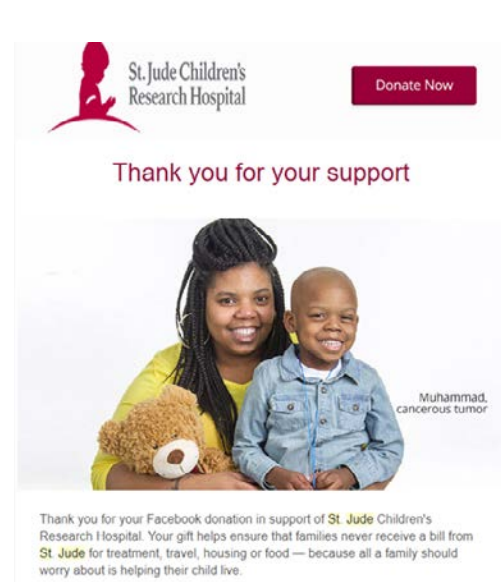 St. Jude Children's
Research Hospital
Donate Now
Thank you for your support
Muhammad,
cancerous tumor
Thank you for your Facebook donation in support of St. Jude Children's
Research Hospital. Your gift helps ensure that families never receive a bill from
St. Jude for treatment, travel, housing or food — because all a family should
worry about is helping their child live.